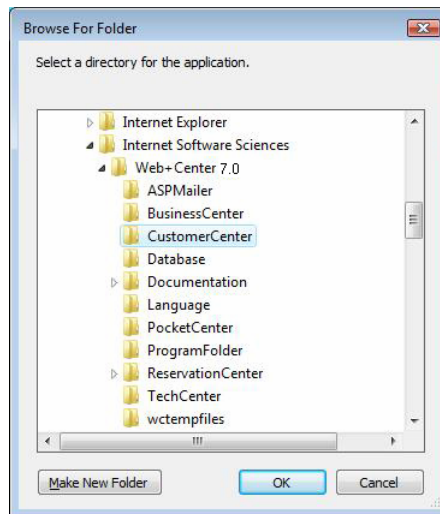 Browse For Folder
Select a directory for the application.
Internet Explorer
Internet Software Sciences
Web+Center 7.0
ASPMailer
BusinessCenter
CustomerCenter
Database
Documentation
Language
PocketCenter
ProgramFolder
ReservationCenter
TechCenter
wctempfiles
Make New Folder OK Cancel